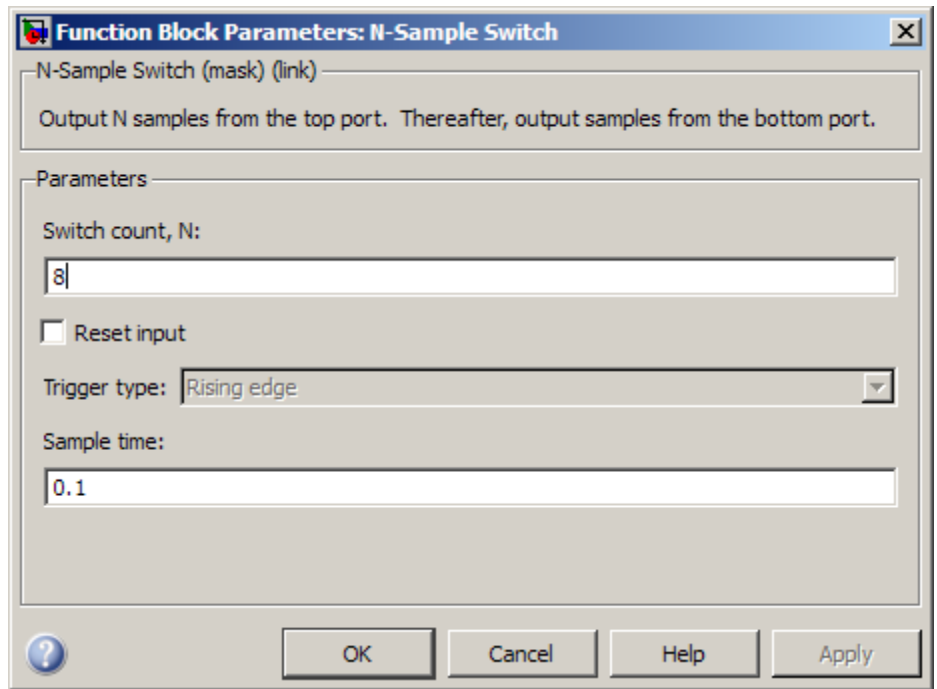 Function Block Parameters: N-Sample Switch
N-Sample Switch (mask) (link)
Output N samples from the top port.  Thereafter, output samples from the bottom port.
Parameters
Switch count, N:
8
Reset input
Trigger type: Rising edge
Sample time:
0.1
? OK Cancel Help Apply